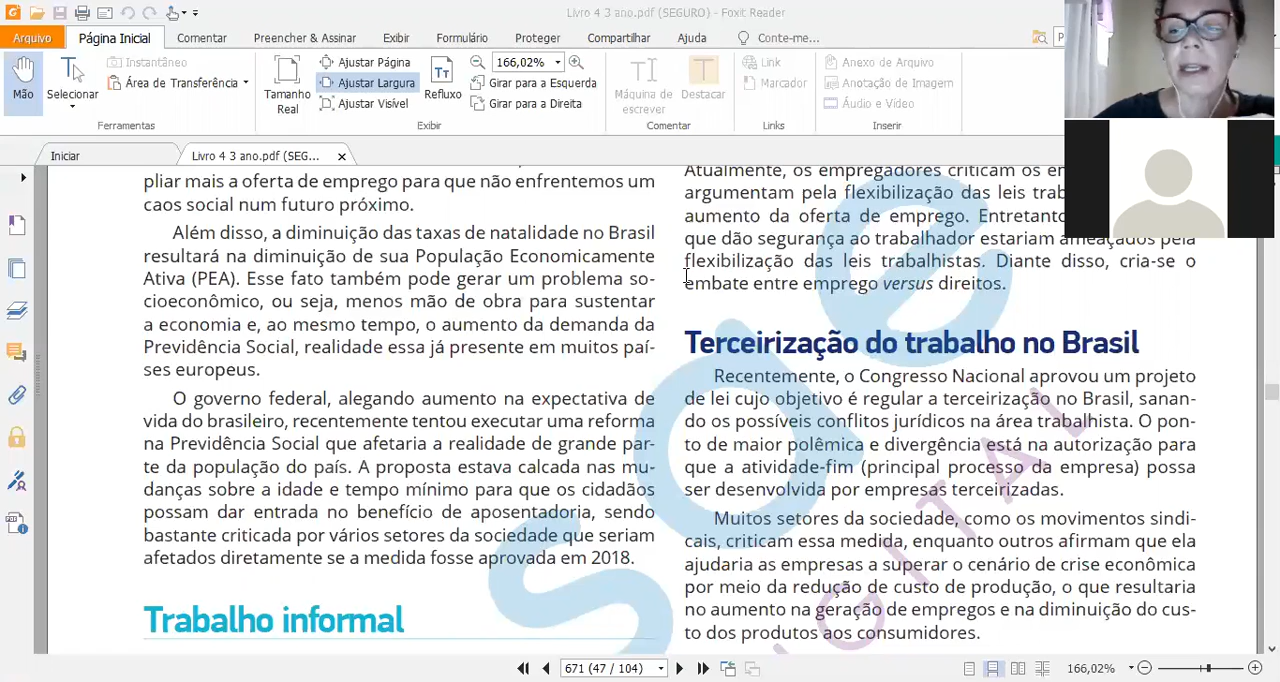 Livro 4 3 ano.pdf (SEGURO) - Foxit Reader
Arquivo
Página Inicial
Comentar
Preencher & Assinar
Exibir
Formulário
Proteger
Compartilhar
Ajuda
Conte-me...
Mão
Selecionar
Instantâneo
Área de Transferência
Ferramentas
Tamanho
Real
Ajustar Página
Ajustar Largura
Ajustar Visível
Refluxo
166,02%
Girar para a Esquerda
Girar para a Direita
Exibir
Máquina de
escrever
Destacar
Comentar
Link
Marcador
Links
Anexo de Arquivo
Anotação de Imagem
Áudio e Vídeo
Inserir
Iniciar
Livro 4 3 ano.pdf (SEG...
pliar mais a oferta de emprego para que não enfrentemos um
caos social num futuro próximo.
Além disso, a diminuição das taxas de natalidade no Brasil
resultará na diminuição de sua População Economicamente
Ativa (PEA). Esse fato também pode gerar um problema so-
cioeconômico, ou seja, menos mão de obra para sustentar
a economia e, ao mesmo tempo, o aumento da demanda da
Previdência Social, realidade essa já presente em muitos paí-
ses europeus.
O governo federal, alegando aumento na expectativa de
vida do brasileiro, recentemente tentou executar uma reforma
na Previdência Social que afetaria a realidade de grande par-
te da população do país. A proposta estava calcada nas mu-
danças sobre a idade e tempo mínimo para que os cidadãos
possam dar entrada no benefício de aposentadoria, sendo
bastante criticada por vários setores da sociedade que seriam
afetados diretamente se a medida fosse aprovada em 2018.
Trabalho informal
Atualmente, os empregadores criticam os
argumentam pela flexibilização das leis
aumento da oferta de emprego.
que dão segurança ao trabalhador estariam ameaçados pela
flexibilização das leis trabalhistas. Diante disso, cria-se o
embate entre emprego versus direitos.
Terceirização do trabalho no Brasil
Recentemente, o Congresso Nacional aprovou um projeto
de lei cujo objetivo é regular a terceirização no Brasil, sanan-
do os possíveis conflitos jurídicos na área trabalhista. O pon-
to de maior polêmica e divergência está na autorização para
que a atividade-fim (principal processo da empresa) possa
ser desenvolvida por empresas terceirizadas.
Muitos setores da sociedade, como os movimentos sindi-
cais, criticam essa medida, enquanto outros afirmam que ela
ajudaria as empresas a superar o cenário de crise econômica
por meio da redução de custo de produção, o que resultaria
no aumento na geração de empregos e na diminuição do cus-
to dos produtos aos consumidores.
671 (47 / 104)
166,02%